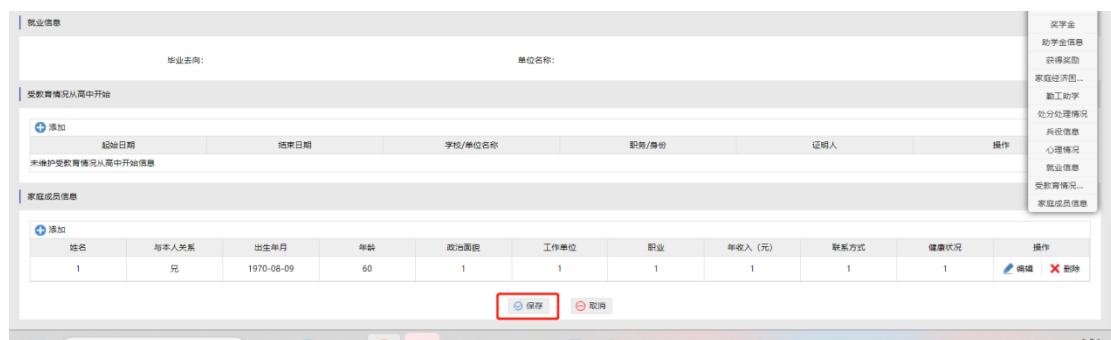 就业信息
毕业去向： 单位名称：
受教育情况从高中开始
添加
起始日期 结束日期 学校/单位名称 职务/身份 证明人 操作
未维护受教育情况从高中开始信息
家庭成员信息
添加
姓名 与本人关系 出生年月 年龄 政治面貌 工作单位 职业 年收入（元） 联系方式 健康状况 操作
1 兄 1970-08-09 60 1 1 1 1 1 1 编辑 删除
保存 取消
奖学金
助学金信息
获得奖励
家庭经济困...
勤工助学
处分处理情况
兵役信息
心理情况
就业信息
受教育情况...
家庭成员信息